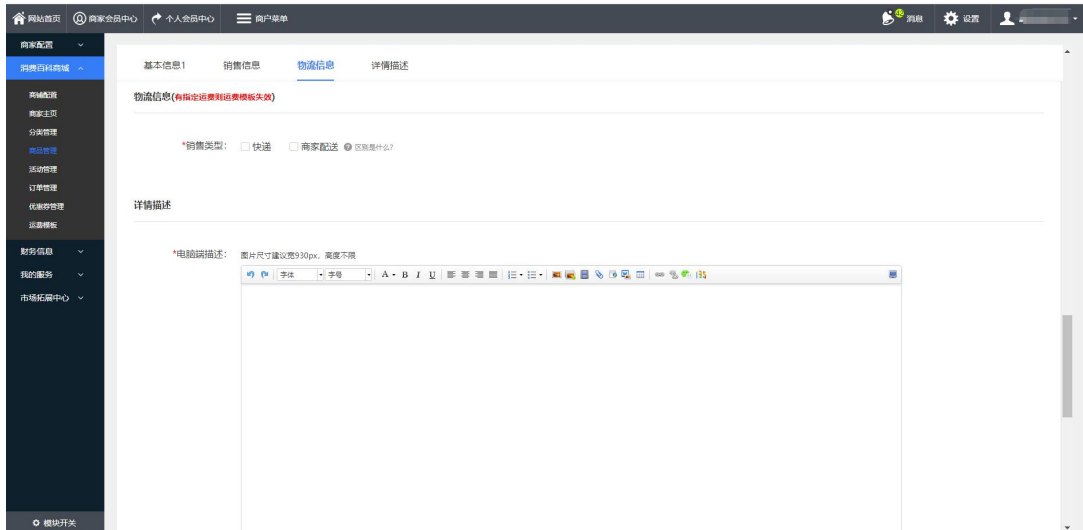 网站首页 商家会员中心 个人会员中心 商户菜单 42 消息 设置
商家配置
消费百科商城
商铺配置
商家主页
分类管理
商品管理
活动管理
订单管理
优惠券管理
运费模板
财务信息
我的服务
市场拓展中心
模块开关
基本信息1 销售信息 物流信息 详情描述
物流信息(有指定运费则运费模板失效)
*销售类型： 快递 商家配送 区别是什么?
详情描述
*电脑端描述： 图片尺寸建议宽930px，高度不限
字体 字号 A B I U